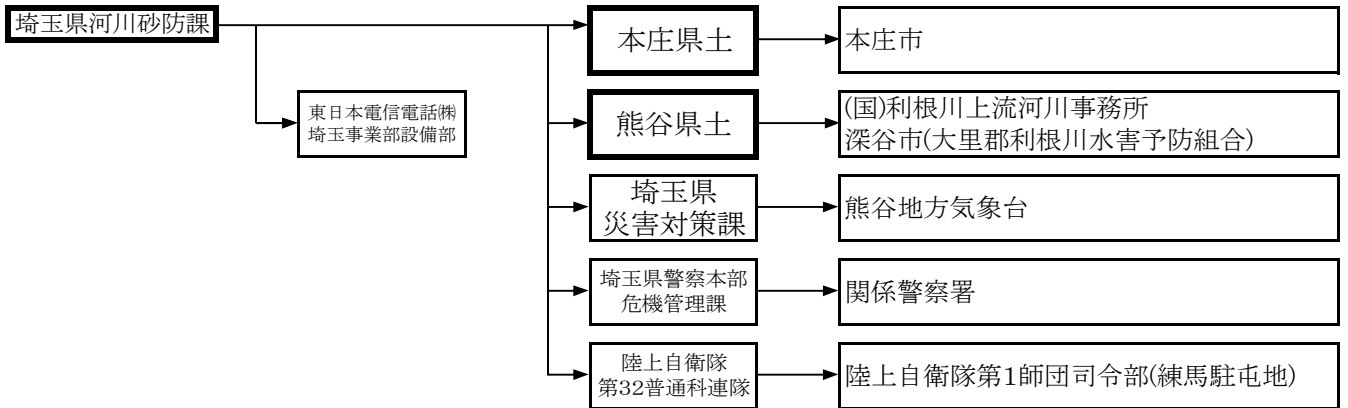 埼玉県河川砂防課
本庄県土
本庄市
東日本電信電話㈱
埼玉事業部設備部
熊谷県土
(国)利根川上流河川事務所
深谷市(大里郡利根川水害予防組合)
埼玉県
災害対策課
熊谷地方気象台
埼玉県警察本部
危機管理課
関係警察署
陸上自衛隊
第32普通科連隊
陸上自衛隊第1師団司令部(練馬駐屯地)